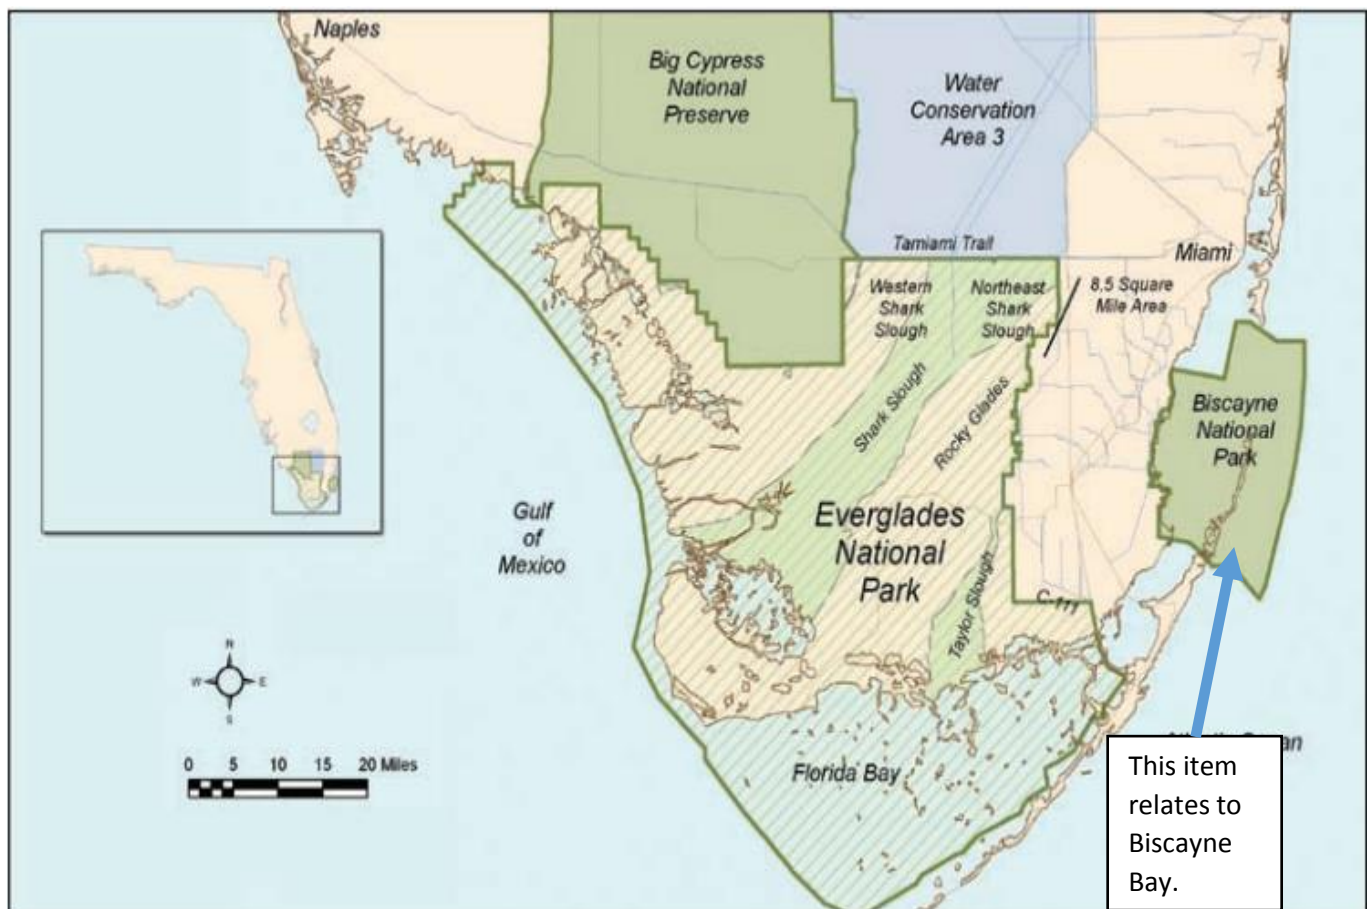 Naples
Big Cypress
National
Preserve
Water
Conservation
Area 3
Tamiami Trail
Miami
Western
Shark
Slough
Northeast
Shark
Slough
8.5 Square
Mile Area
Shark Slough
Rocky Glades
Biscayne
National
Park
Gulf
of
Mexico
Everglades
National
Park
Taylor Slough
C-111
N
W E
S
0 5 10 15 20 Miles
Florida Bay
This item
relates to
Biscayne
Bay.